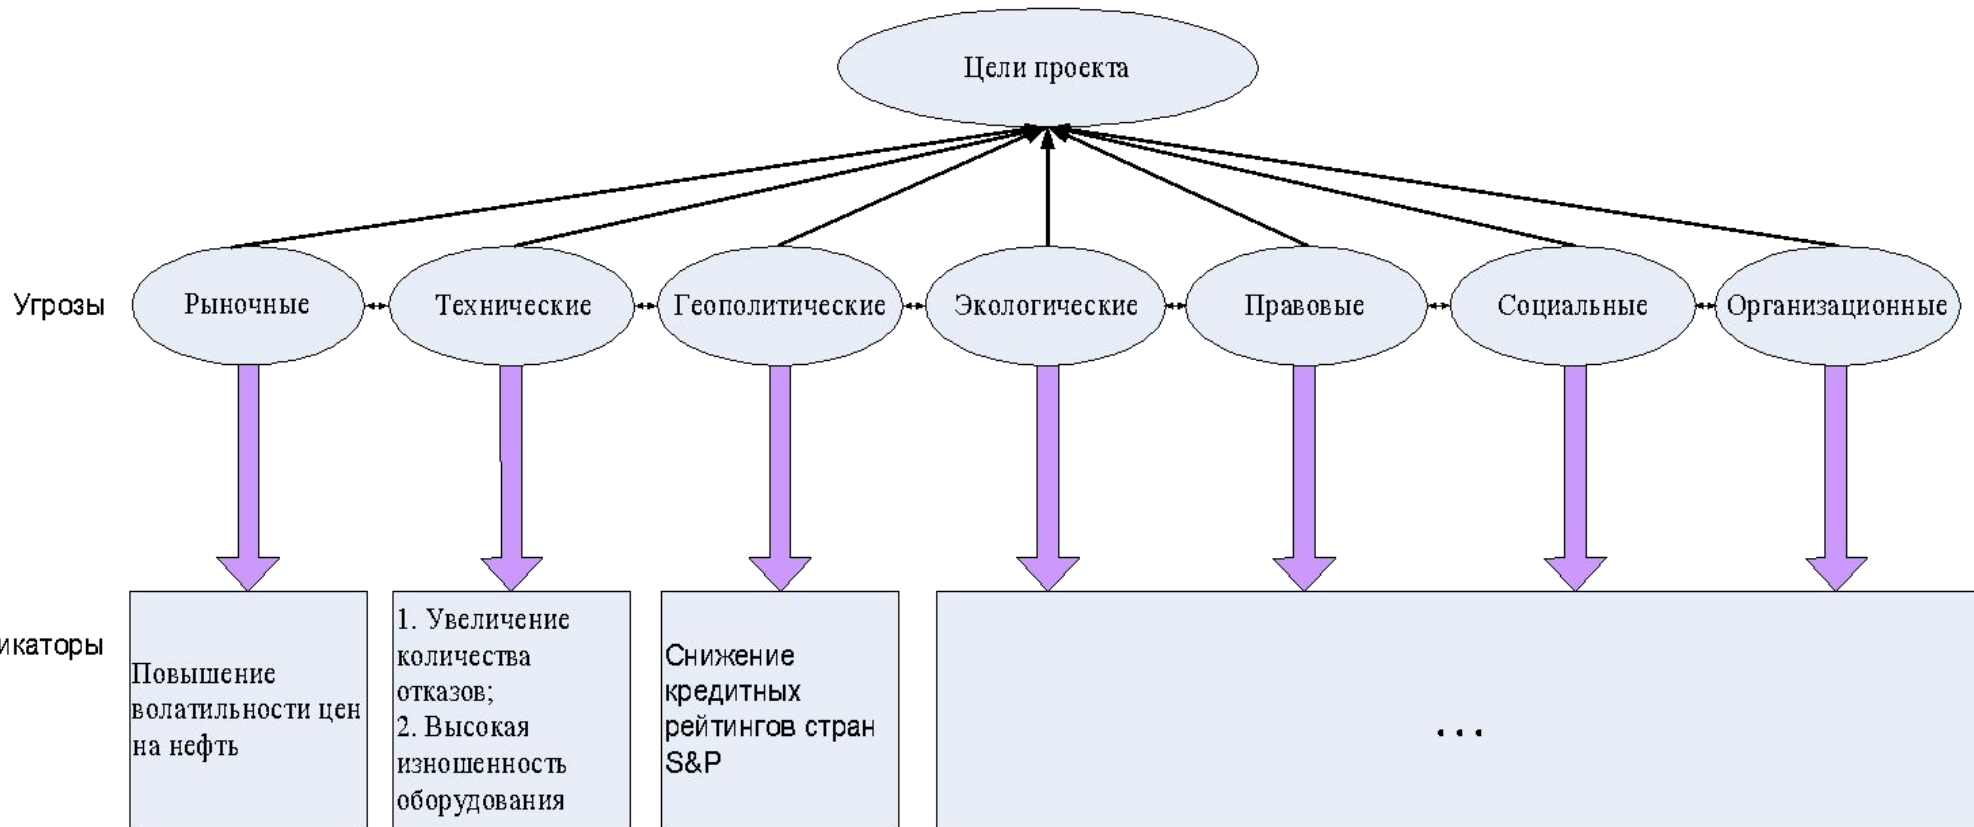 Цели проекта
Угрозы
Рыночные
Технические
Геополитические
Экологические
Правовые
Социальные
Организационные
икаторы
Повышение
волатильности цен
на нефть
1. Увеличение
количества
отказов;
2. Высокая
изношенность
оборудования
Снижение
кредитных
рейтингов стран
S&P
...